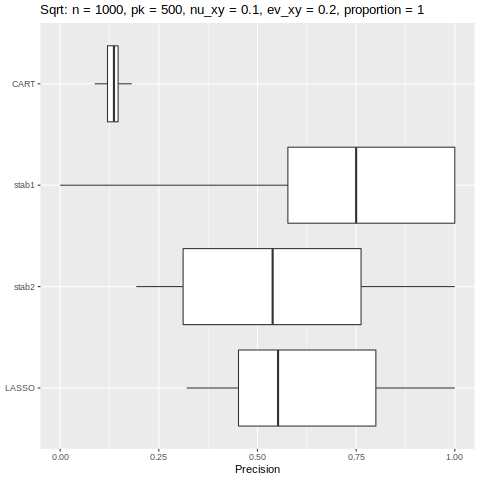 Sqrt: n = 1000, pk = 500, nu_xy = 0.1, ev_xy = 0.2, proportion = 1
CART
stab1
stab2
LASSO
0.00 0.25 0.50 0.75 1.00
Precision